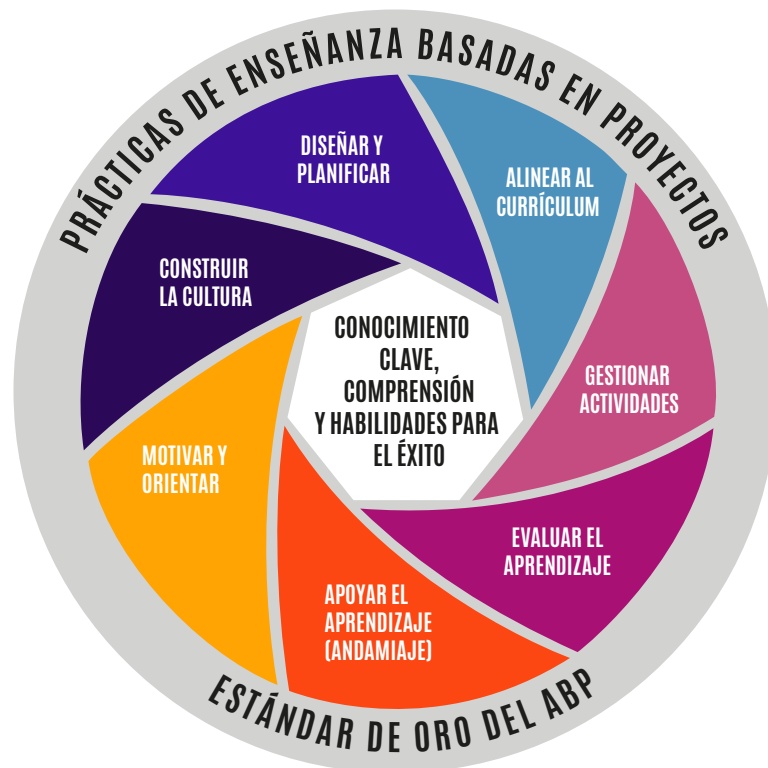 PRÁCTICAS DE ENSEÑANZA BASADAS EN PROYECTOS
DISEÑAR Y
PLANIFICAR
ALINEAR AL
CURRÍCULUM
CONSTRUIR
LA CULTURA
CONOCIMIENTO
CLAVE,
COMPRENSIÓN
Y HABILIDADES PARA
EL ÉXITO
GESTIONAR
ACTIVIDADES
MOTIVAR Y
ORIENTAR
EVALUAR EL
APRENDIZAJE
APOYAR EL
APRENDIZAJE
(ANDAMIAJE)
ESTÁNDAR DE ORO DEL ABP